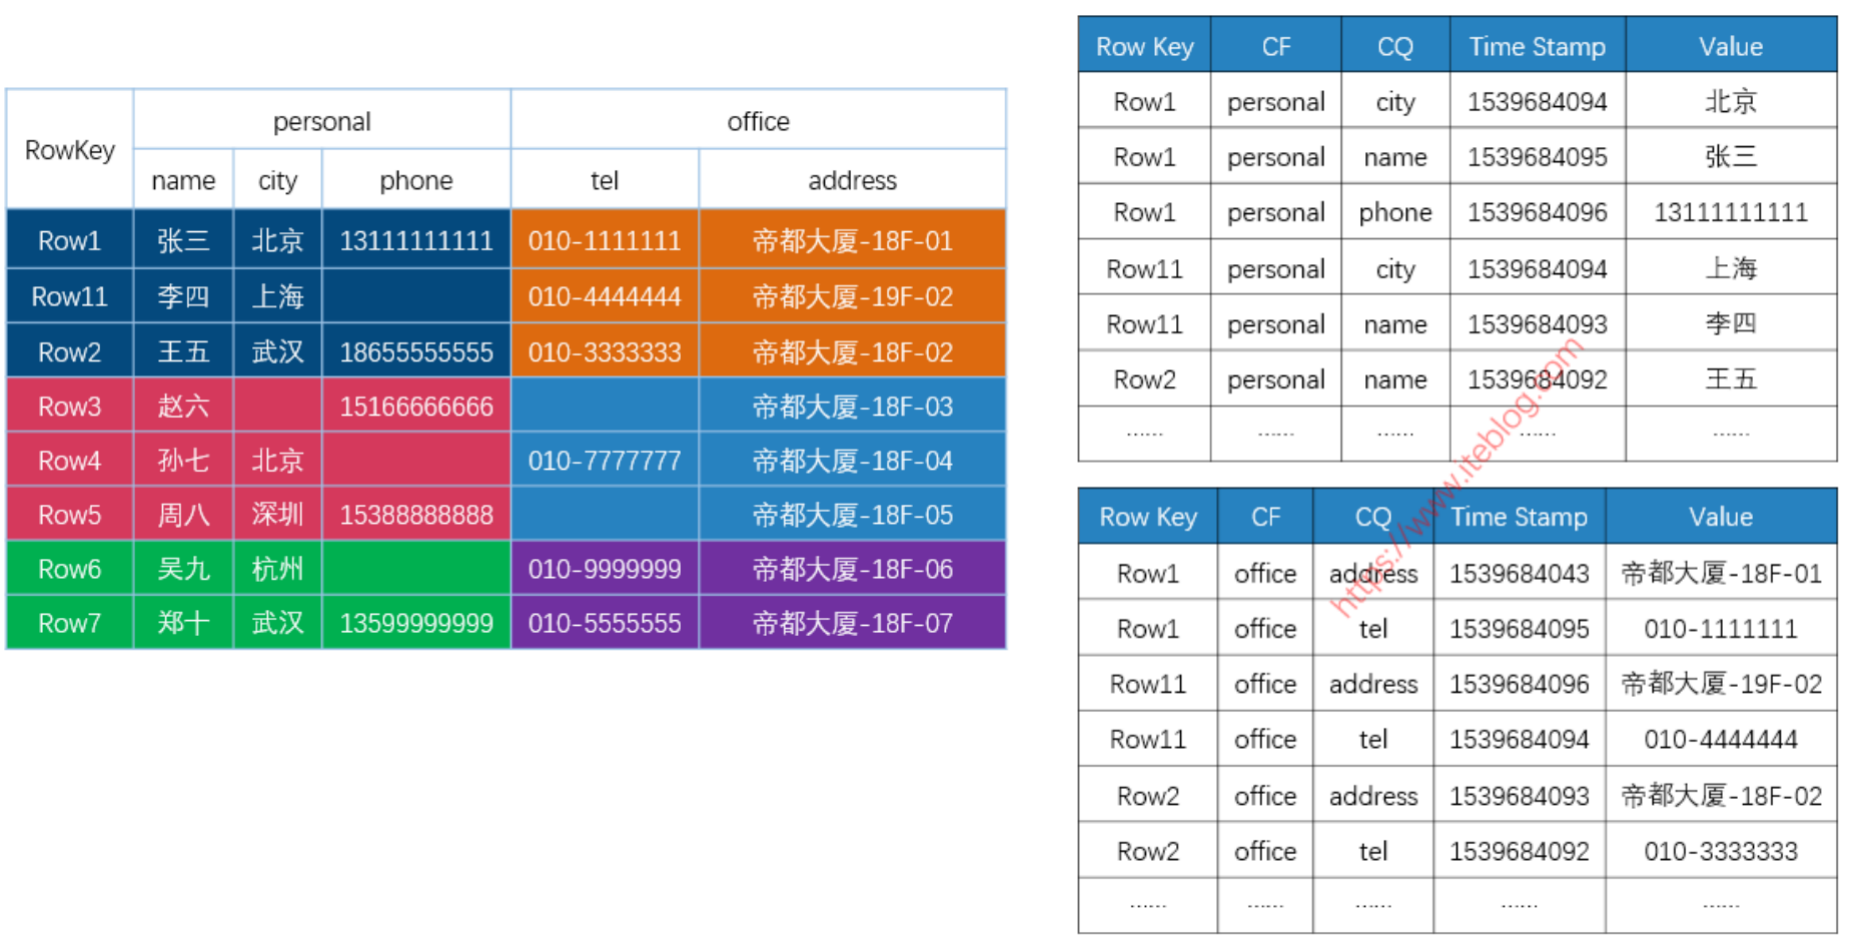 RowKey personal office
name city phone tel address
Row1 张三 北京 13111111111 010-1111111 帝都大厦-18F-01
Row11 李四 上海 010-4444444 帝都大厦-19F-02
Row2 王五 武汉 18655555555 010-3333333 帝都大厦-18F-02
Row3 赵六 15166666666 帝都大厦-18F-03
Row4 孙七 北京 010-7777777 帝都大厦-18F-04
Row5 周八 深圳 15388888888 帝都大厦-18F-05
Row6 吴九 杭州 010-9999999 帝都大厦-18F-06
Row7 郑十 武汉 13599999999 010-5555555 帝都大厦-18F-07
Row Key CF CQ Time Stamp Value
Row1 personal city 1539684094 北京
Row1 personal name 1539684095 张三
Row1 personal phone 1539684096 13111111111
Row11 personal city 1539684094 上海
Row11 personal name 1539684093 李四
Row2 personal name 1539684092 王五
…… …… …… …… ……
Row Key CF CQ Time Stamp Value
Row1 office address 1539684043 帝都大厦-18F-01
Row1 office tel 1539684095 010-1111111
Row11 office address 1539684096 帝都大厦-19F-02
Row11 office tel 1539684094 010-4444444
Row2 office address 1539684093 帝都大厦-18F-02
Row2 office tel 1539684092 010-3333333
…… …… …… …… ……
https://www.iteblog.com